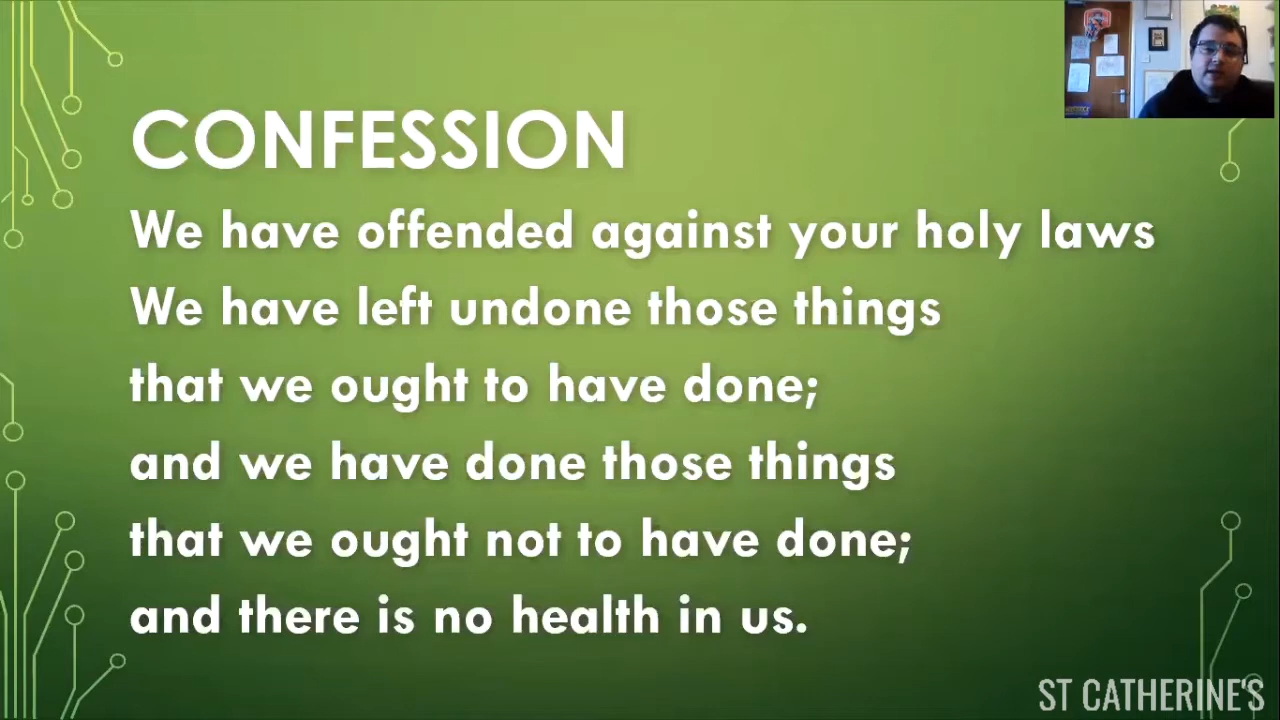 CONFESSION
We have offended against your holy laws
We have left undone those things
that we ought to have done;
and we have done those things
that we ought not to have done;
and there is no health in us.
ST CATHERINE'S